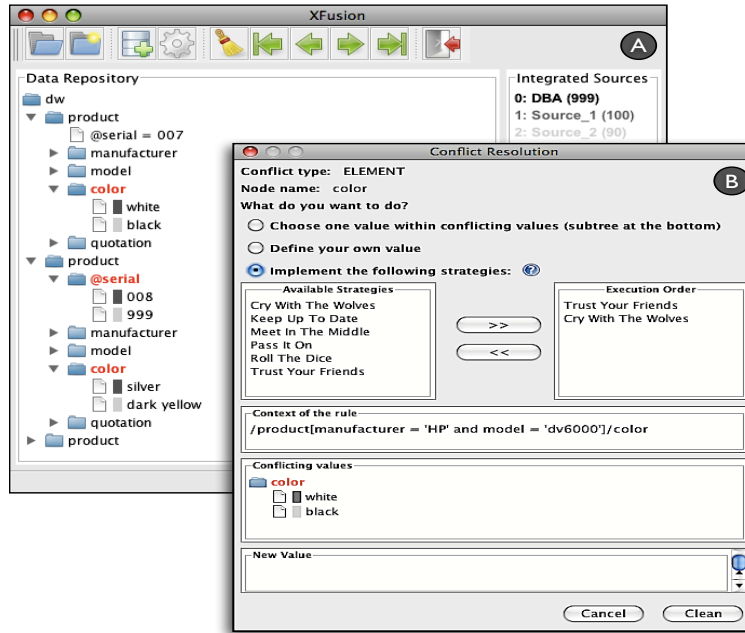 XFusion
A
Data Repository
dw
product
@serial = 007
manufacturer
model
color
white
black
quotation
product
@serial
008
999
manufacturer
model
color
silver
dark yellow
quotation
product
Integrated Sources
0: DBA (999)
1: Source_1 (100)
2: Source_2 (90)
Conflict Resolution
B
Conflict type: ELEMENT
Node name: color
What do you want to do?
Choose one value within conflicting values (subtree at the bottom)
Define your own value
Implement the following strategies: ?
Available Strategies
Cry With The Wolves
Keep Up To Date
Meet In The Middle
Pass It On
Roll The Dice
Trust Your Friends
>>
<<
Execution Order
Trust Your Friends
Cry With The Wolves
Context of the rule
/product[manufacturer = 'HP' and model = 'dv6000']/color
Conflicting values
color
white
black
New Value
Cancel
Clean